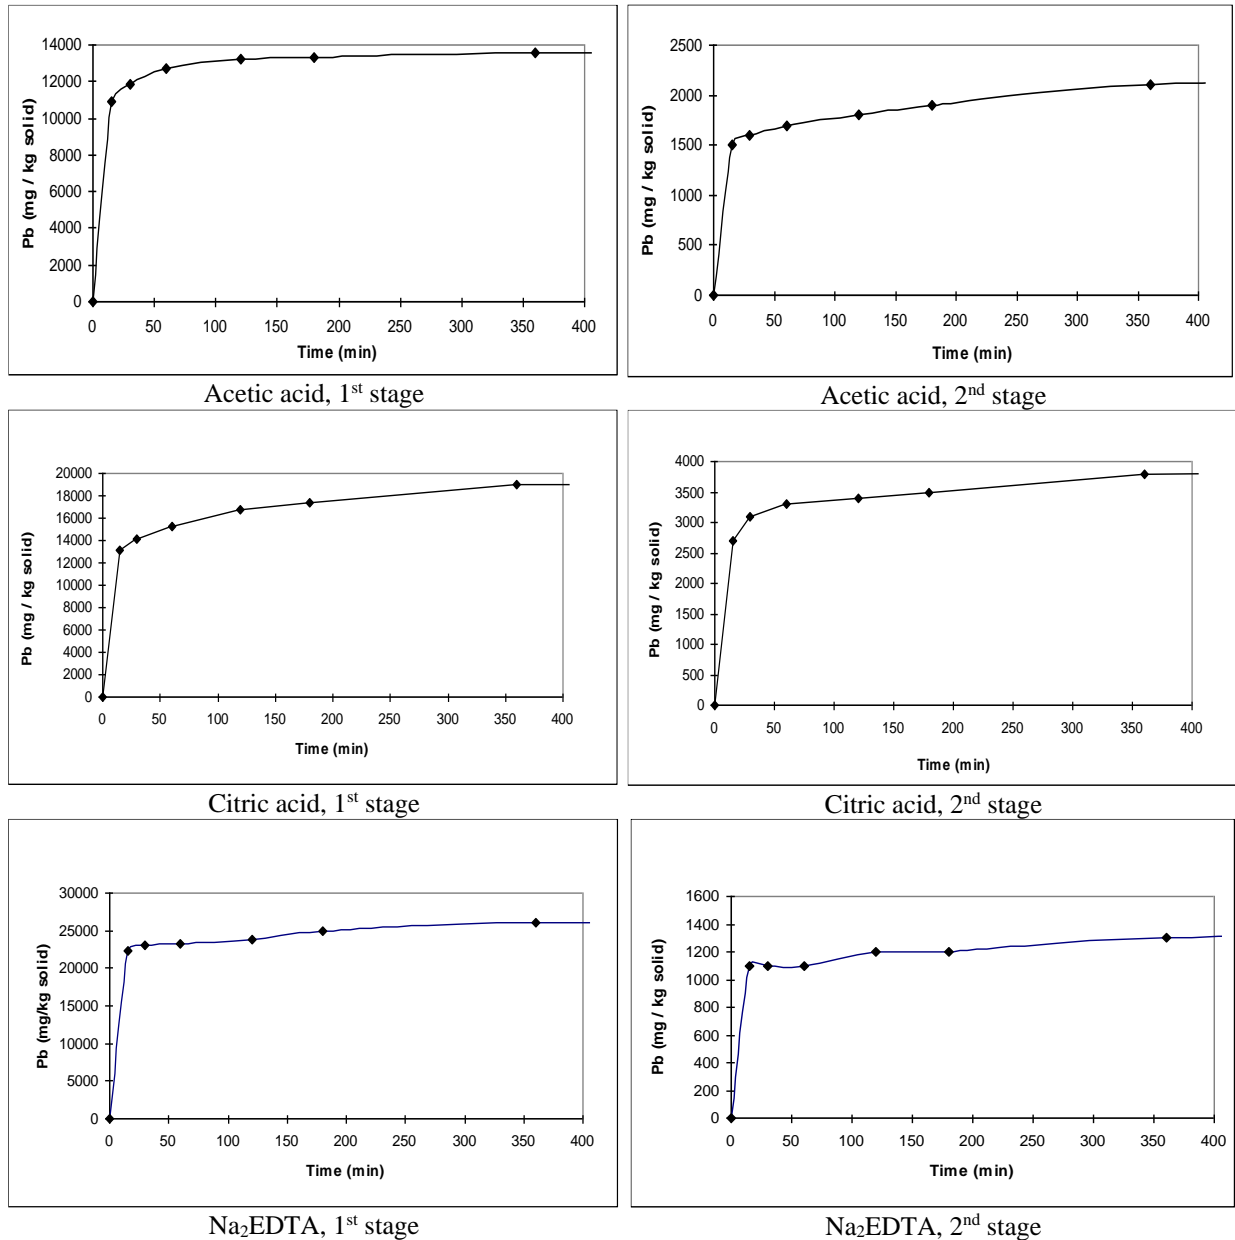 14000
12000
10000
8000
6000
4000
2000
0
Pb (mg / kg solid)
0 50 100 150 200 250 300 350 400
Time (min)
Acetic acid, 1st stage
2500
2000
1500
1000
500
0
Pb (mg / kg solid)
0 50 100 150 200 250 300 350 400
Time (min)
Acetic acid, 2nd stage
20000
18000
16000
14000
12000
10000
8000
6000
4000
2000
0
Pb (mg / kg solid)
0 50 100 150 200 250 300 350 400
Time (min)
Citric acid, 1st stage
4000
3500
3000
2500
2000
1500
1000
500
0
Pb (mg / kg solid)
0 50 100 150 200 250 300 350 400
Time (min)
Citric acid, 2nd stage
30000
25000
20000
15000
10000
5000
0
Pb (mg/kg solid)
0 50 100 150 200 250 300 350 400
Time (min)
Na₂EDTA, 1st stage
1600
1400
1200
1000
800
600
400
200
0
Pb (mg / kg solid)
0 50 100 150 200 250 300 350 400
Time (min)
Na₂EDTA, 2nd stage